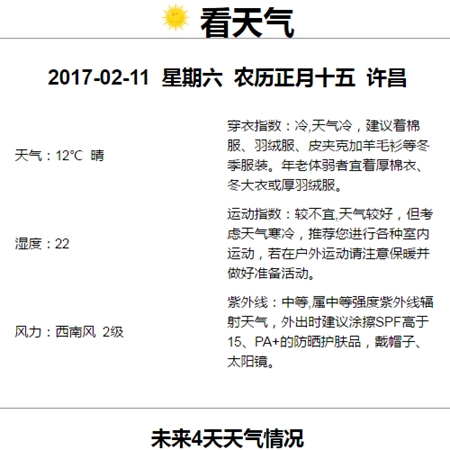 看天气
2017-02-11 星期六 农历正月十五 许昌
天气：12℃ 晴
穿衣指数：冷,天气冷，建议着棉
服、羽绒服、皮夹克加羊毛衫等冬
季服装。年老体弱者宜着厚棉衣、
冬大衣或厚羽绒服。
湿度：22
运动指数：较不宜,天气较好，但考
虑天气寒冷，推荐您进行各种室内
运动，若在户外运动请注意保暖并
做好准备活动。
风力：西南风 2级
紫外线：中等,属中等强度紫外线辐
射天气，外出时建议涂擦SPF高于
15、PA+的防晒护肤品，戴帽子、
太阳镜。
未来4天天气情况